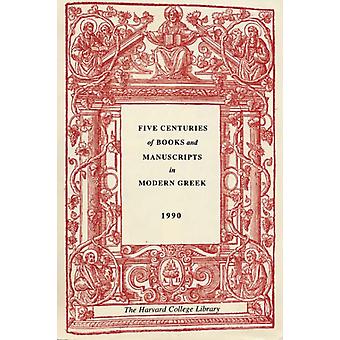 FIVE CENTURIES
of BOOKS and
MANUSCRIPTS
in
MODERN GREEK
1990
The Harvard College Library